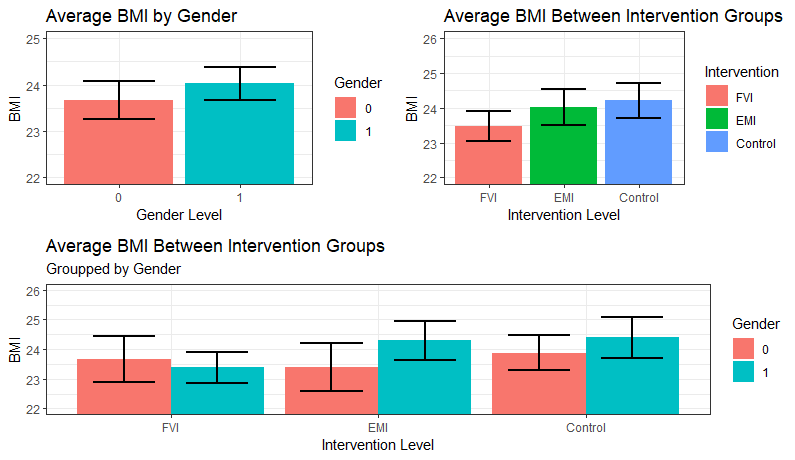 Average BMI by Gender
25
24
23
22
BMI
0
1
Gender Level
Gender
0
1
Average BMI Between Intervention Groups
26
25
24
23
22
BMI
FVI
EMI
Control
Intervention Level
Intervention
FVI
EMI
Control
Average BMI Between Intervention Groups
Groupped by Gender
26
25
24
23
22
BMI
FVI
EMI
Control
Intervention Level
Gender
0
1